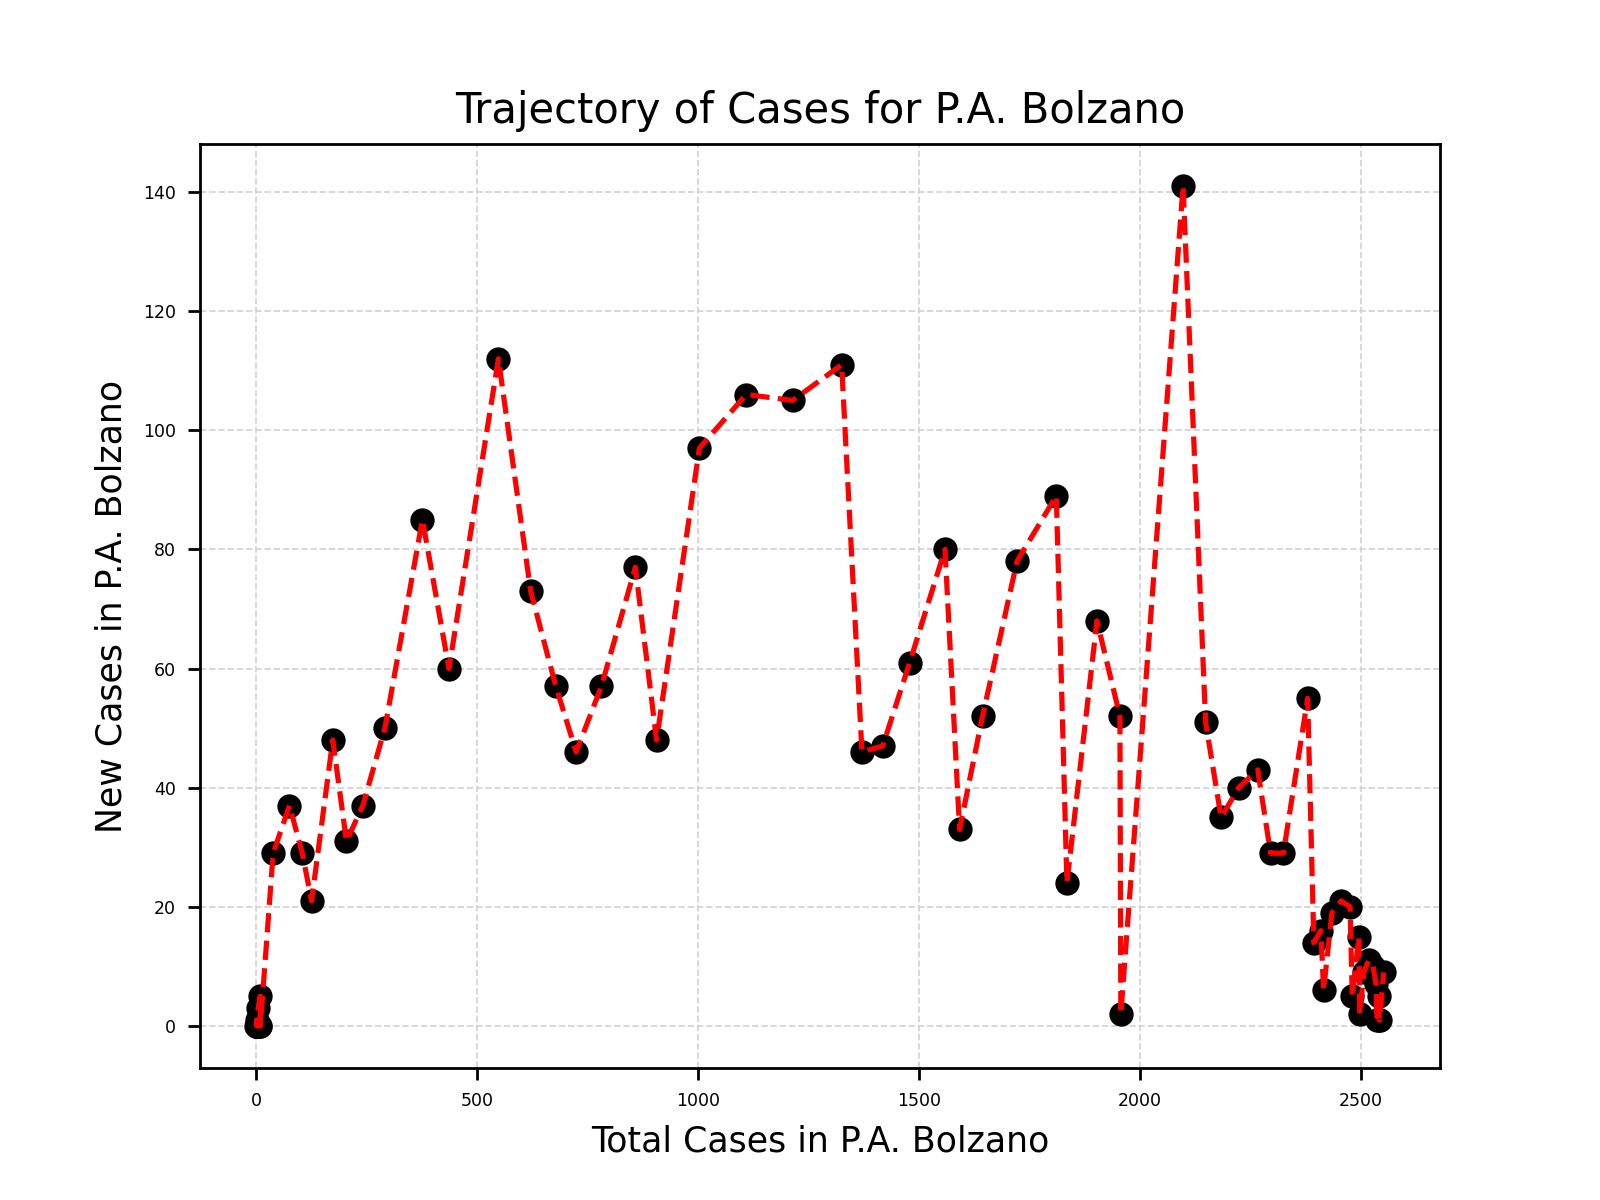 Trajectory of Cases for P.A. Bolzano
New Cases in P.A. Bolzano
140
120
100
80
60
40
20
0
0 500 1000 1500 2000 2500
Total Cases in P.A. Bolzano